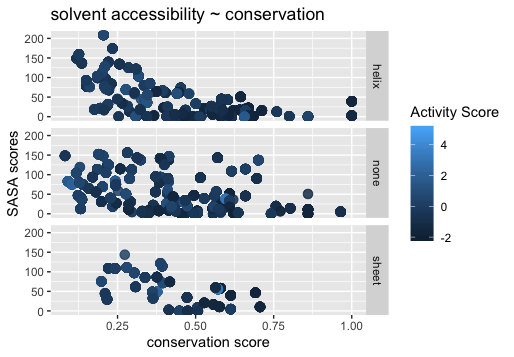 solvent accessibility ~ conservation
200
150
100
50
0
helix
200
150
100
50
0
none
200
150
100
50
0
sheet
SASA scores
0.25 0.50 0.75 1.00
conservation score
Activity Score
4
2
0
-2